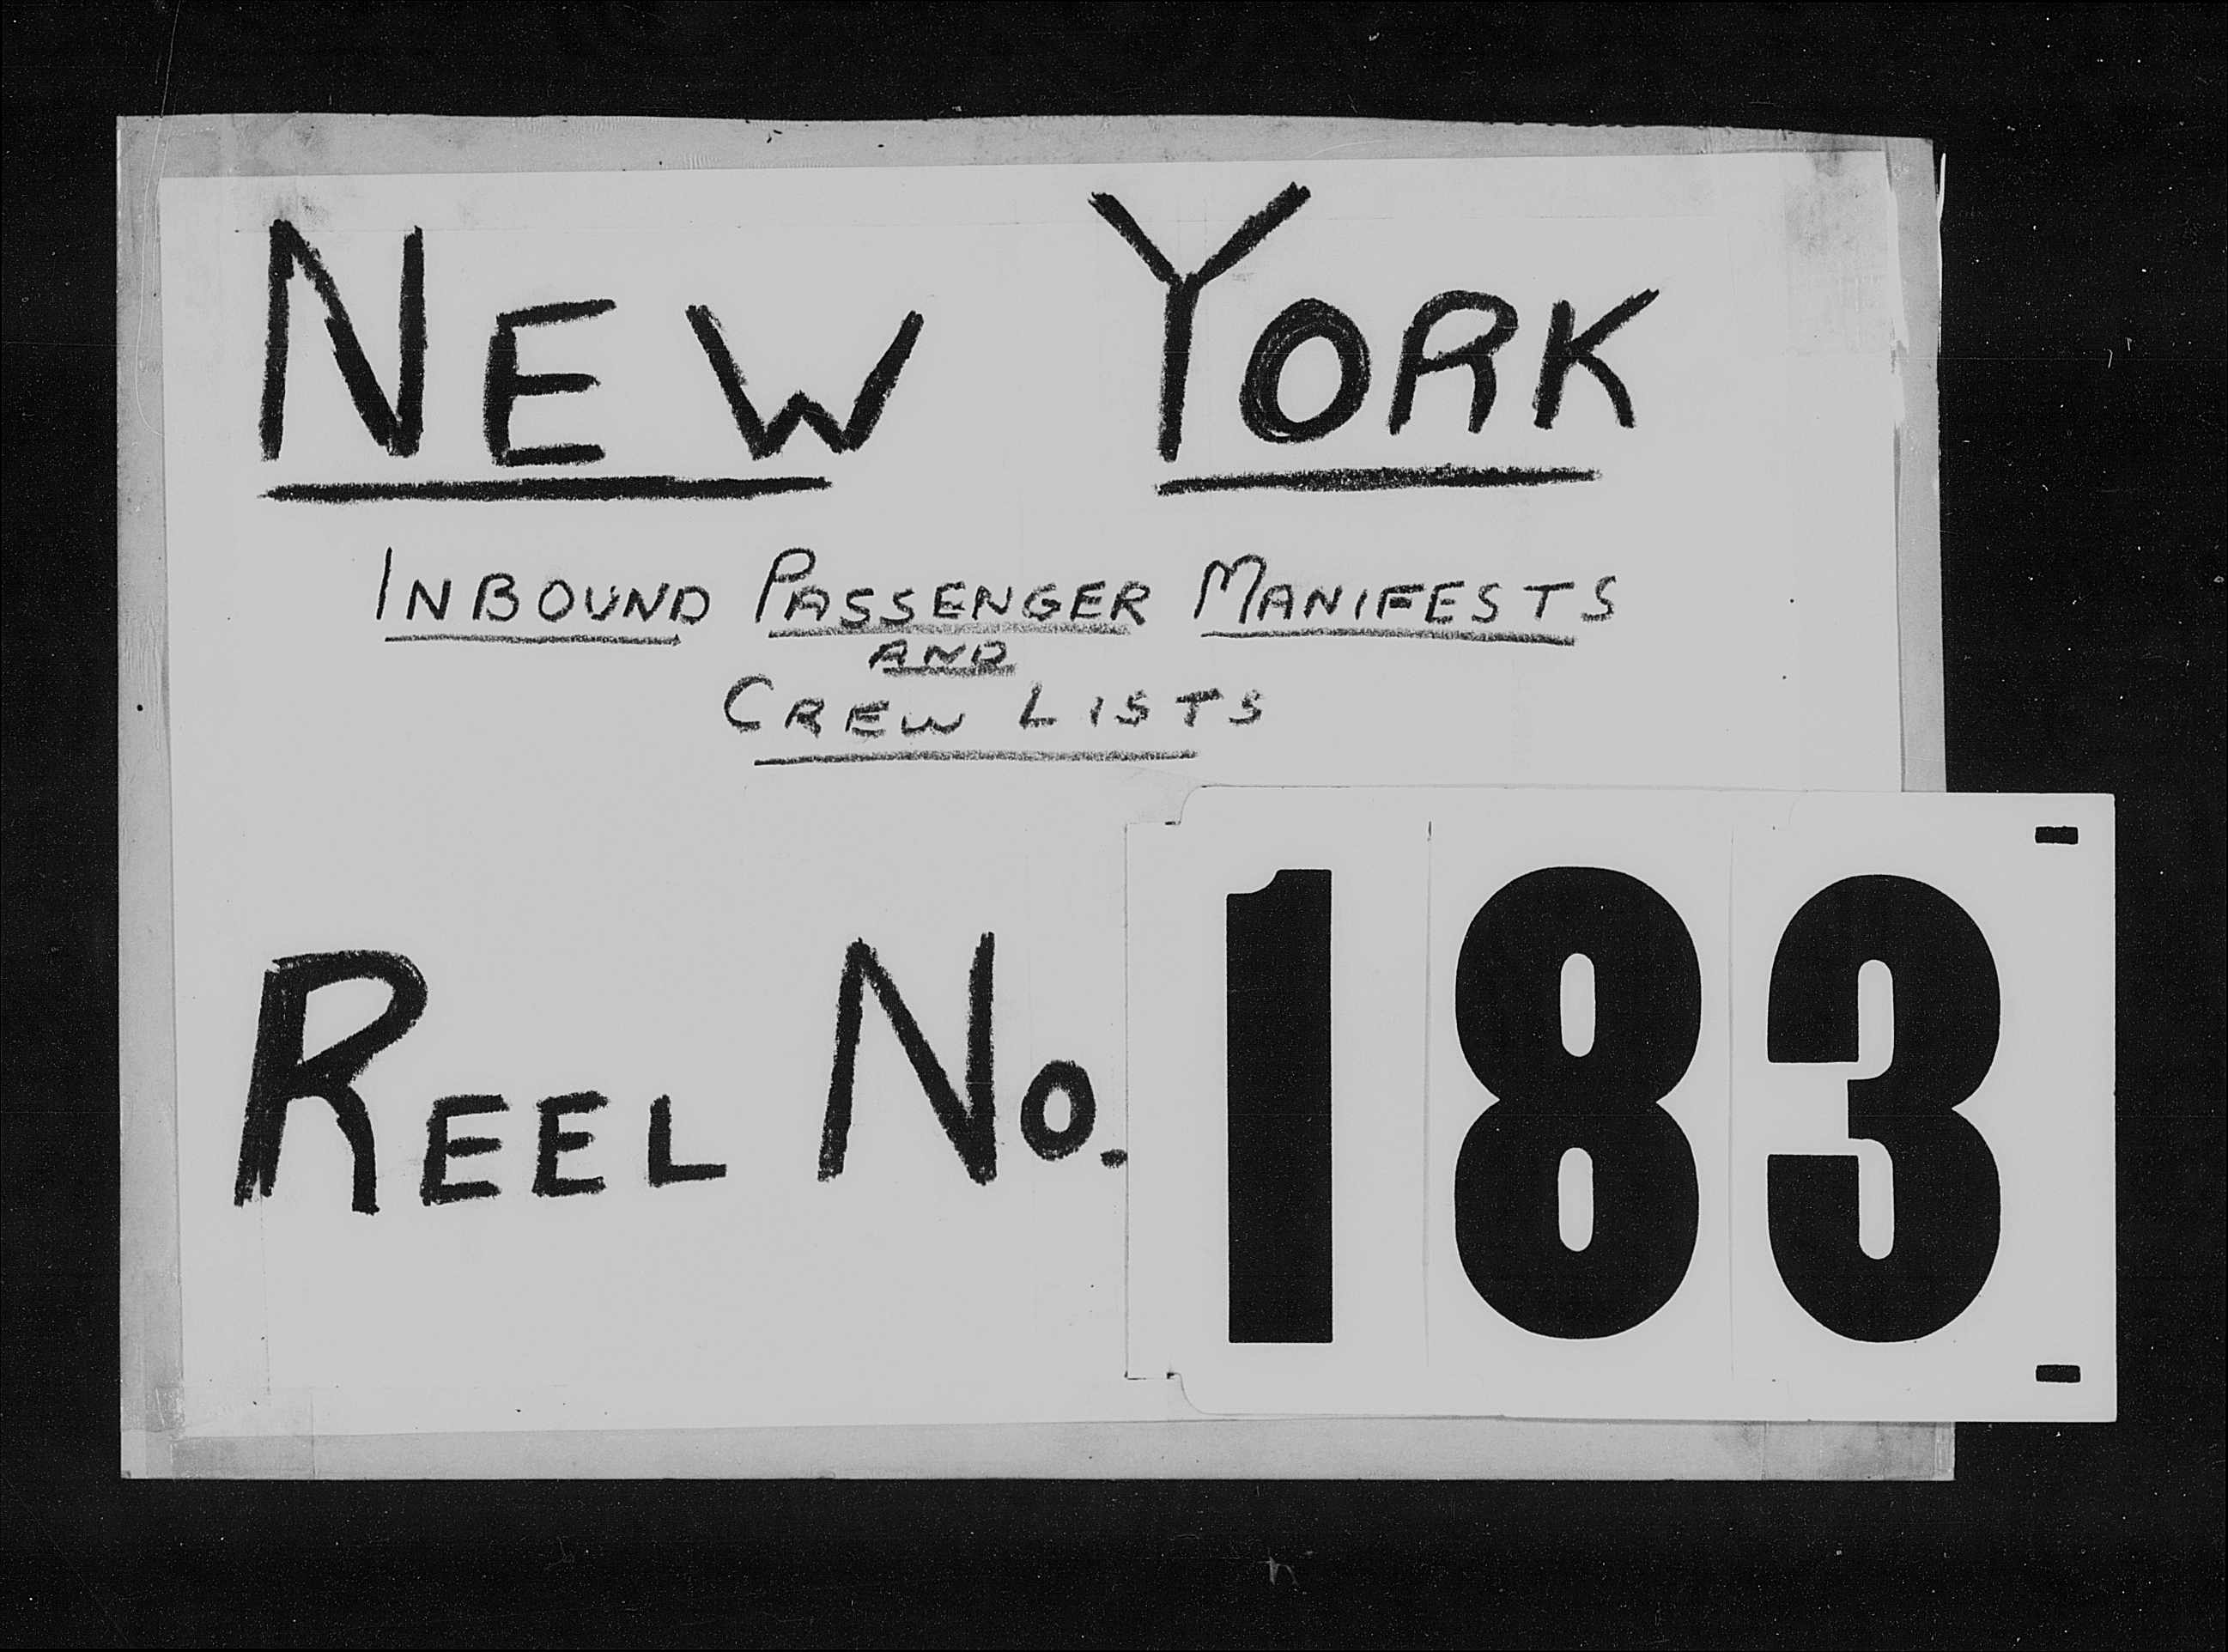 NEW YORK
INBOUND PASSENGER MANIFESTS
AND
CREW LISTS
REEL NO. 183